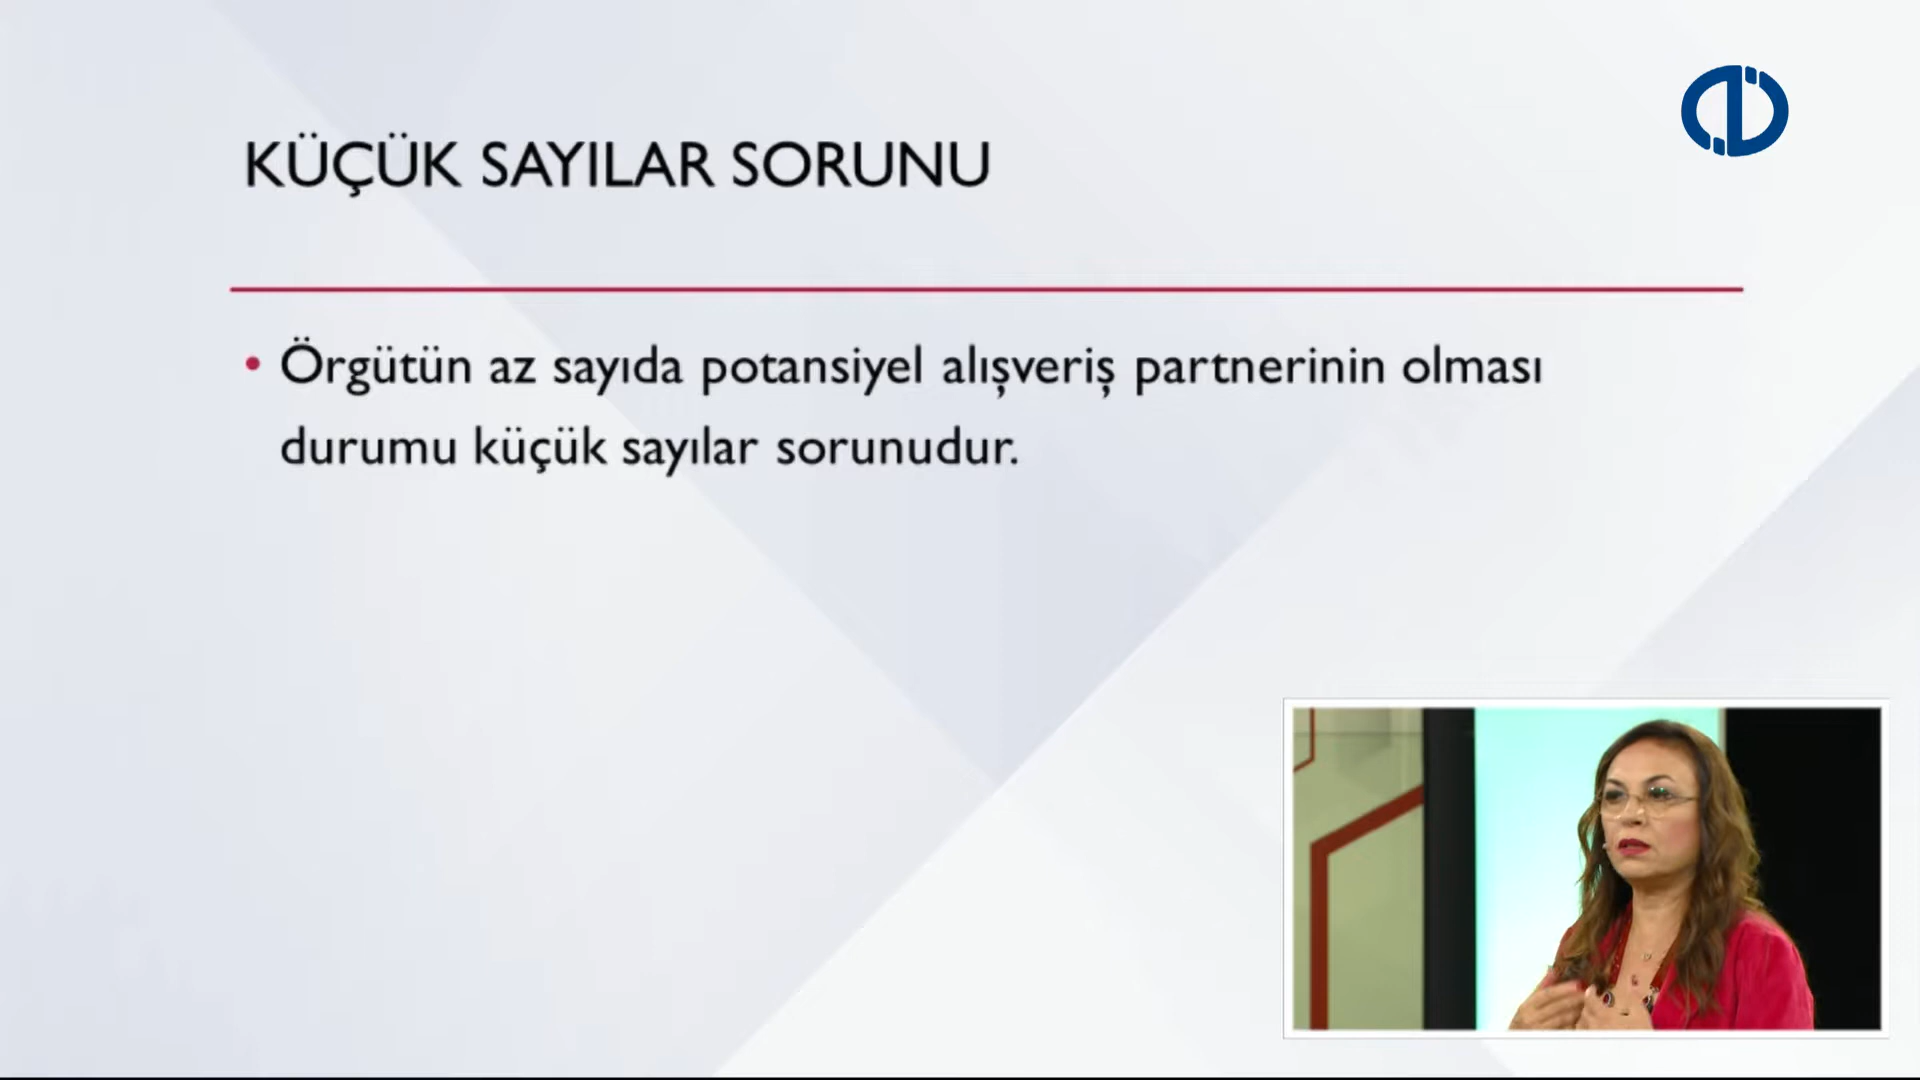 KÜÇÜK SAYILAR SORUNU
• Örgütün az sayıda potansiyel alışveriş partnerinin olması
durumu küçük sayılar sorunudur.